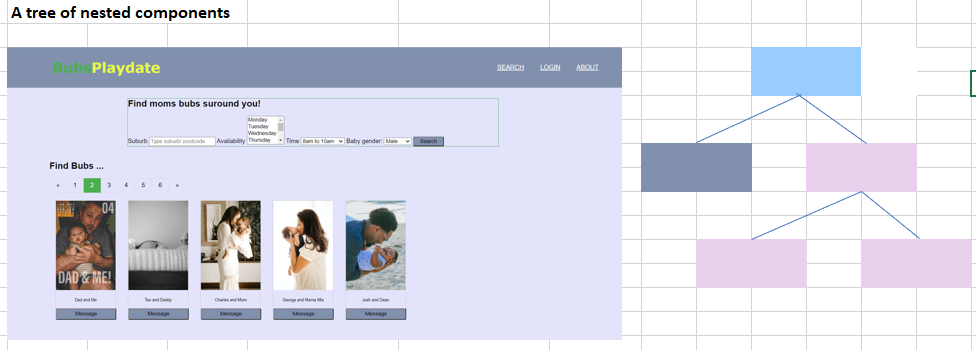 A tree of nested components
BubsPlaydate
SEARCH LOGIN ABOUT
Find moms bubs suround you!
Monday
Tuesday
Wednesday
Thursday
Suburb Type suburb/ postcode Availability Time 8am to 10am Baby gender: Male Search
Find Bubs ...
« 1 2 3 4 5 6 »
04
DAD & ME!
Dad and Me Teo and Daddy Charles and Mom George and Mama Mia Josh and Dean
Message Message Message Message Message